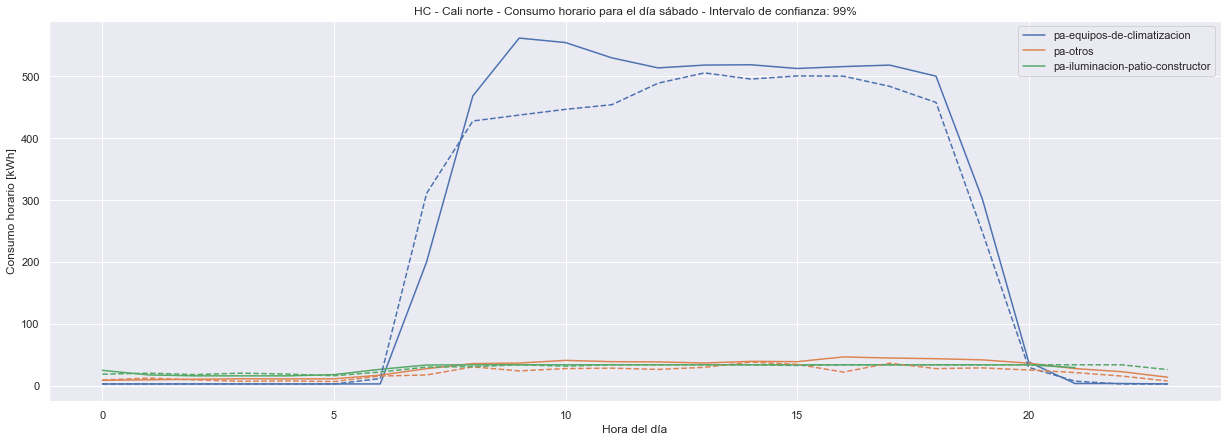 HC - Cali norte - Consumo horario para el día sábado - Intervalo de confianza: 99%
pa-equipos-de-climatizacion
pa-otros
pa-iluminacion-patio-constructor
Consumo horario [kWh]
500
400
300
200
100
0
0 5 10 15 20
Hora del día